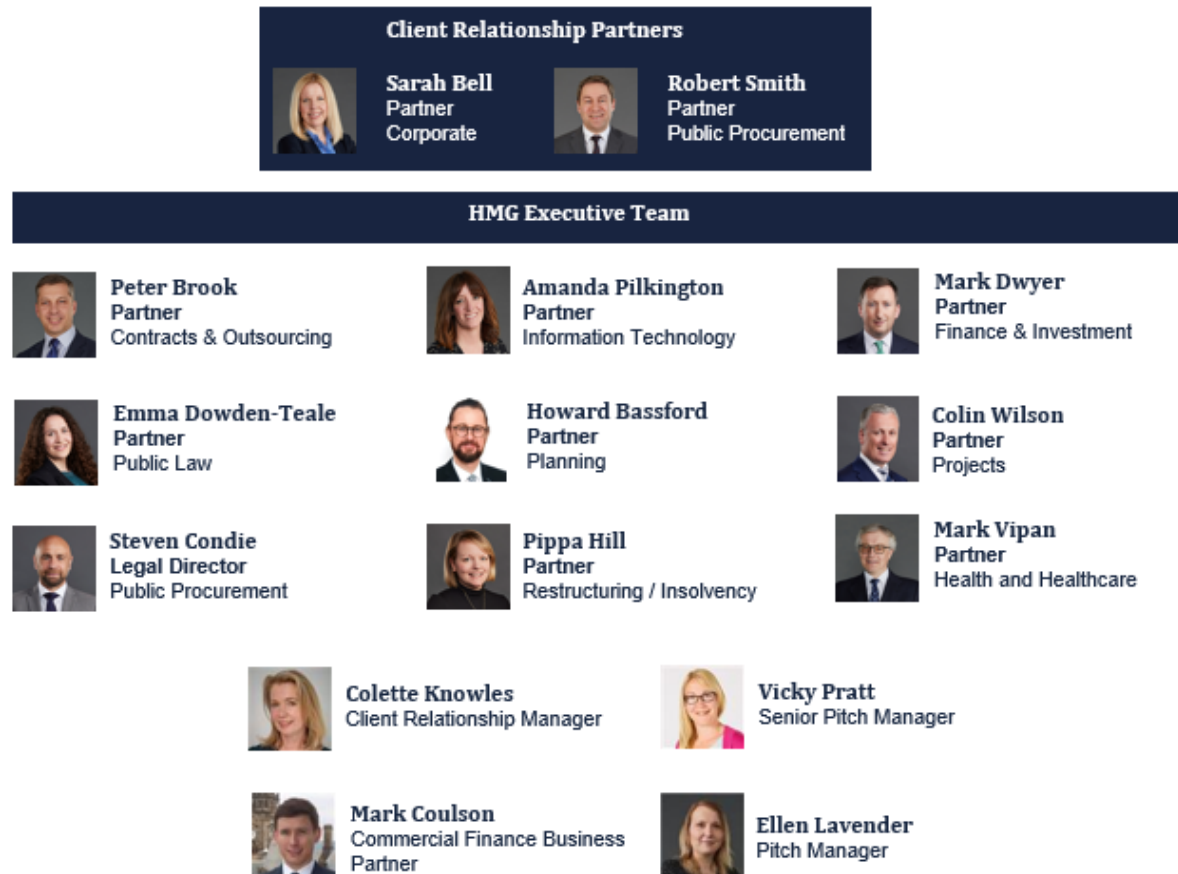 Client Relationship Partners
Sarah Bell
Partner
Corporate
Robert Smith
Partner
Public Procurement
HMG Executive Team
Peter Brook
Partner
Contracts & Outsourcing
Amanda Pilkington
Partner
Information Technology
Mark Dwyer
Partner
Finance & Investment
Emma Dowden-Teale
Partner
Public Law
Howard Bassford
Partner
Planning
Colin Wilson
Partner
Projects
Steven Condie
Legal Director
Public Procurement
Pippa Hill
Partner
Restructuring / Insolvency
Mark Vipan
Partner
Health and Healthcare
Colette Knowles
Client Relationship Manager
Vicky Pratt
Senior Pitch Manager
Mark Coulson
Commercial Finance Business
Partner
Ellen Lavender
Pitch Manager